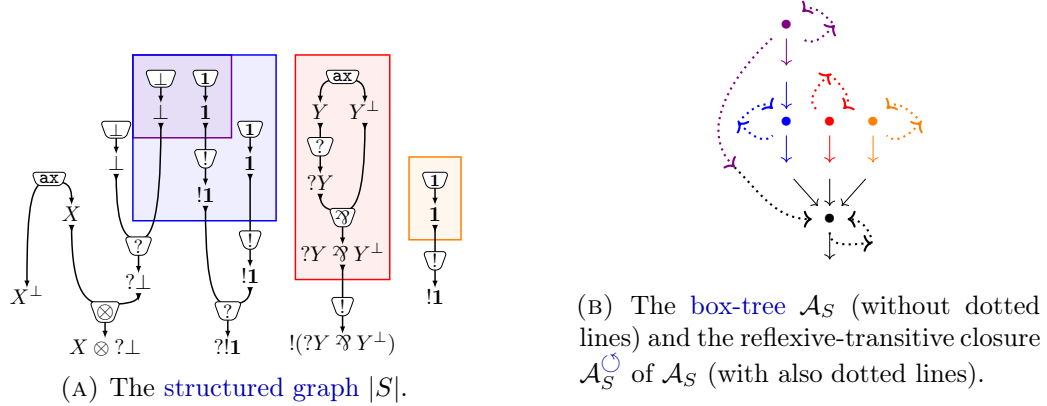 ⊥ 1 ax
⊥ 1 Y Y⊥
⊥ 1 ?
⊥ ! 1 ?Y 1
ax !1 ⅋ 1
X ? ! ?Y ⅋ Y⊥ !
X⊥ ?⊥ !1 !1
⊗ ? !
X ⊗ ?⊥ ?!1 !(?Y ⅋ Y⊥)
(A) The structured graph |S|.
(B) The box-tree 𝒜_S (without dotted
lines) and the reflexive-transitive closure
𝒜_S^↺ of 𝒜_S (with also dotted lines).